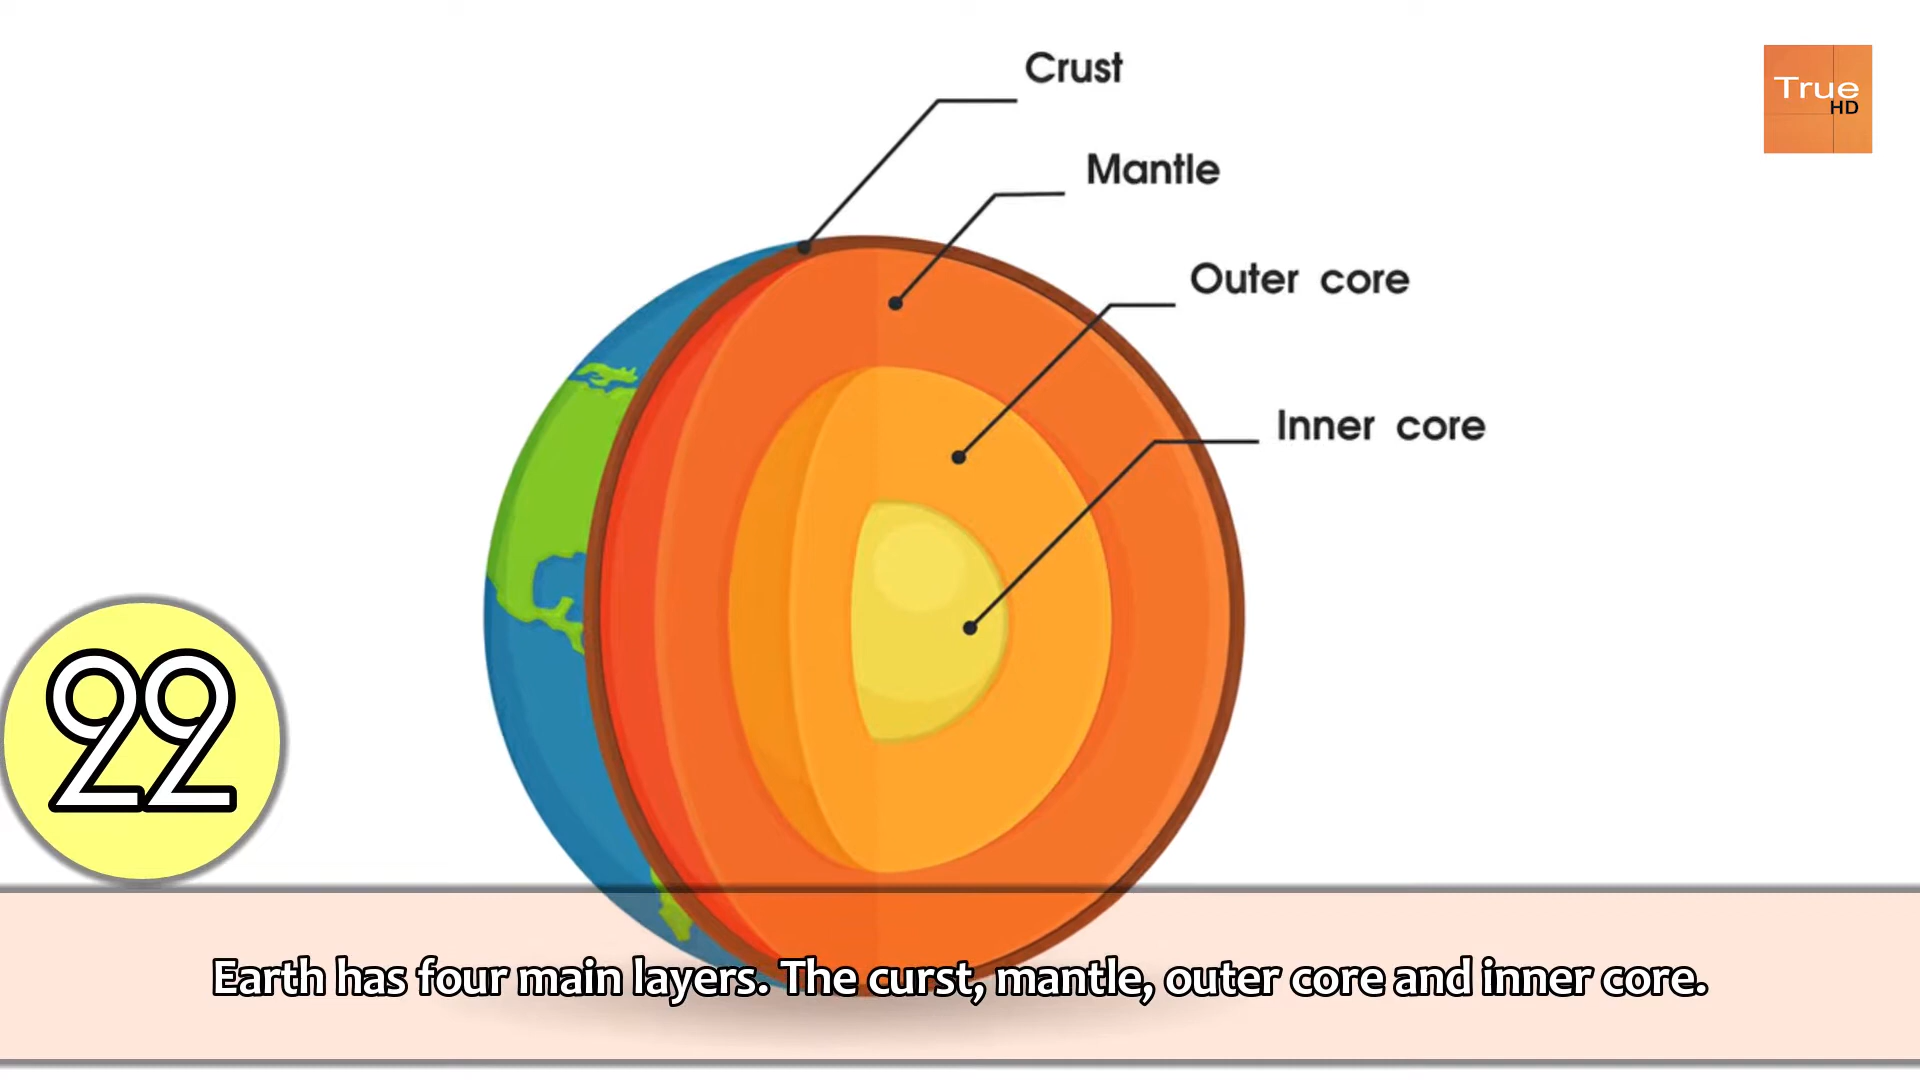 Crust
True
HD
Mantle
Outer core
Inner core
22
Earth has four main layers. The curst, mantle, outer core and inner core.